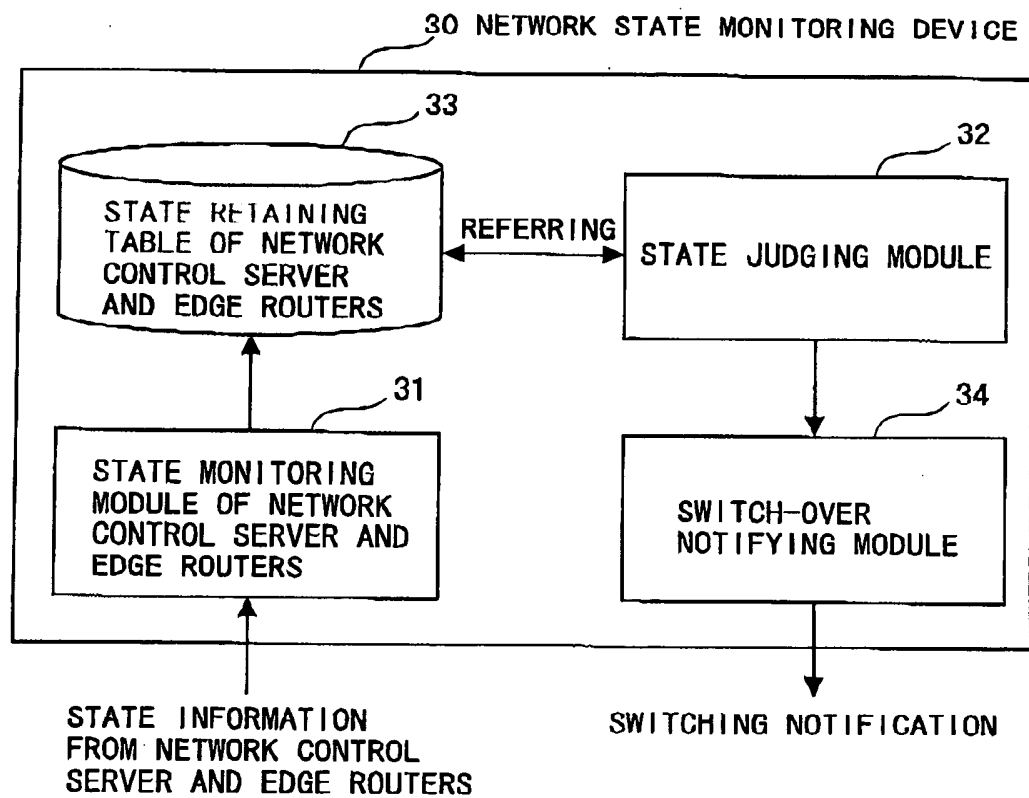 30 NETWORK STATE MONITORING DEVICE
33
STATE RETAINING
TABLE OF NETWORK
CONTROL SERVER
AND EDGE ROUTERS
REFERRING
32
STATE JUDGING MODULE
31
STATE MONITORING
MODULE OF NETWORK
CONTROL SERVER AND
EDGE ROUTERS
34
SWITCH-OVER
NOTIFYING MODULE
STATE INFORMATION
FROM NETWORK CONTROL
SERVER AND EDGE ROUTERS
SWITCHING NOTIFICATION